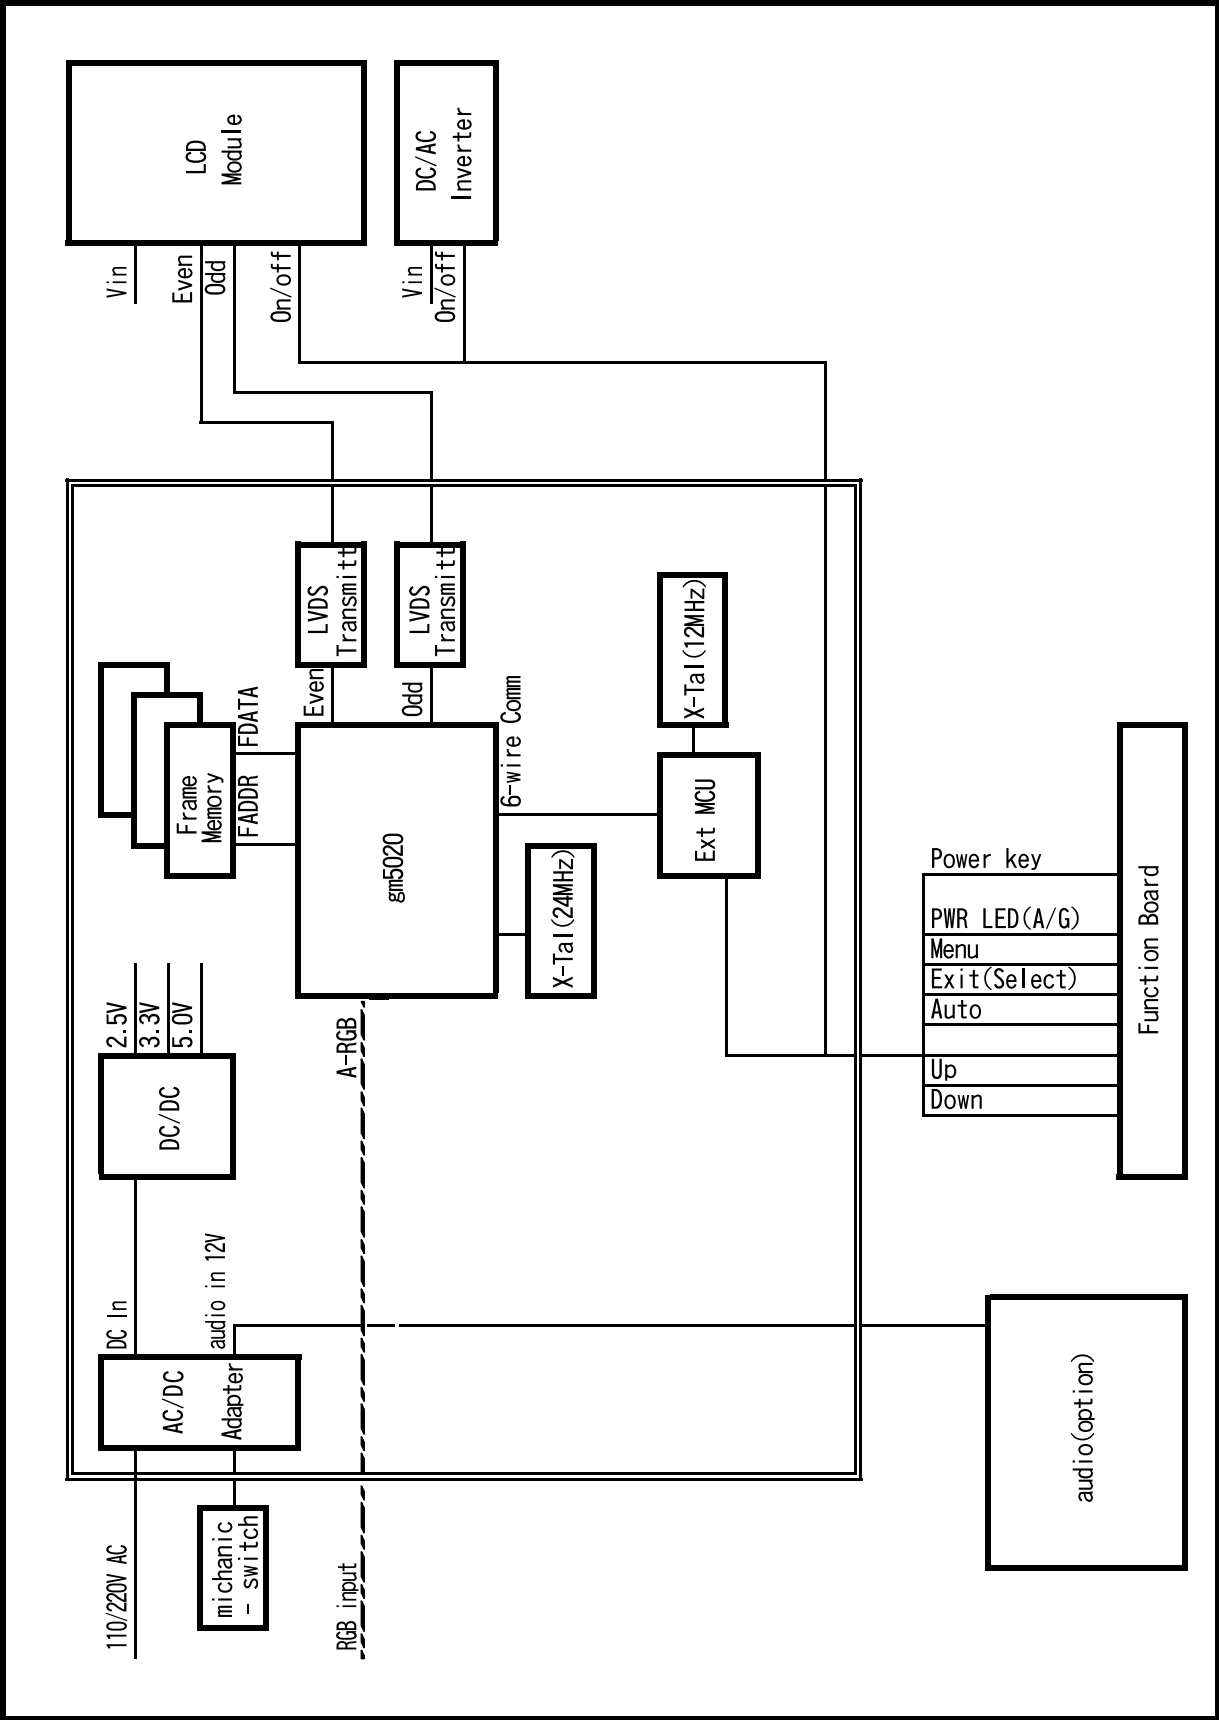 110/220V AC
michanic
- switch
RGB input
AC/DC
Adapter
DC In
audio in 12V
DC/DC
2.5V
3.3V
5.0V
A-RGB
Frame
Memory
FADDR
FDATA
gm5020
Even
Odd
LVDS
Transmitt
LVDS
Transmitt
6-wire Comm
X-Tal(24MHz)
Ext MCU
X-Tal(12MHz)
LCD
Module
Vin
Even
Odd
On/off
DC/AC
Inverter
Vin
On/off
Power key
PWR LED(A/G)
Menu
Exit(Select)
Auto
Up
Down
Function Board
audio(option)